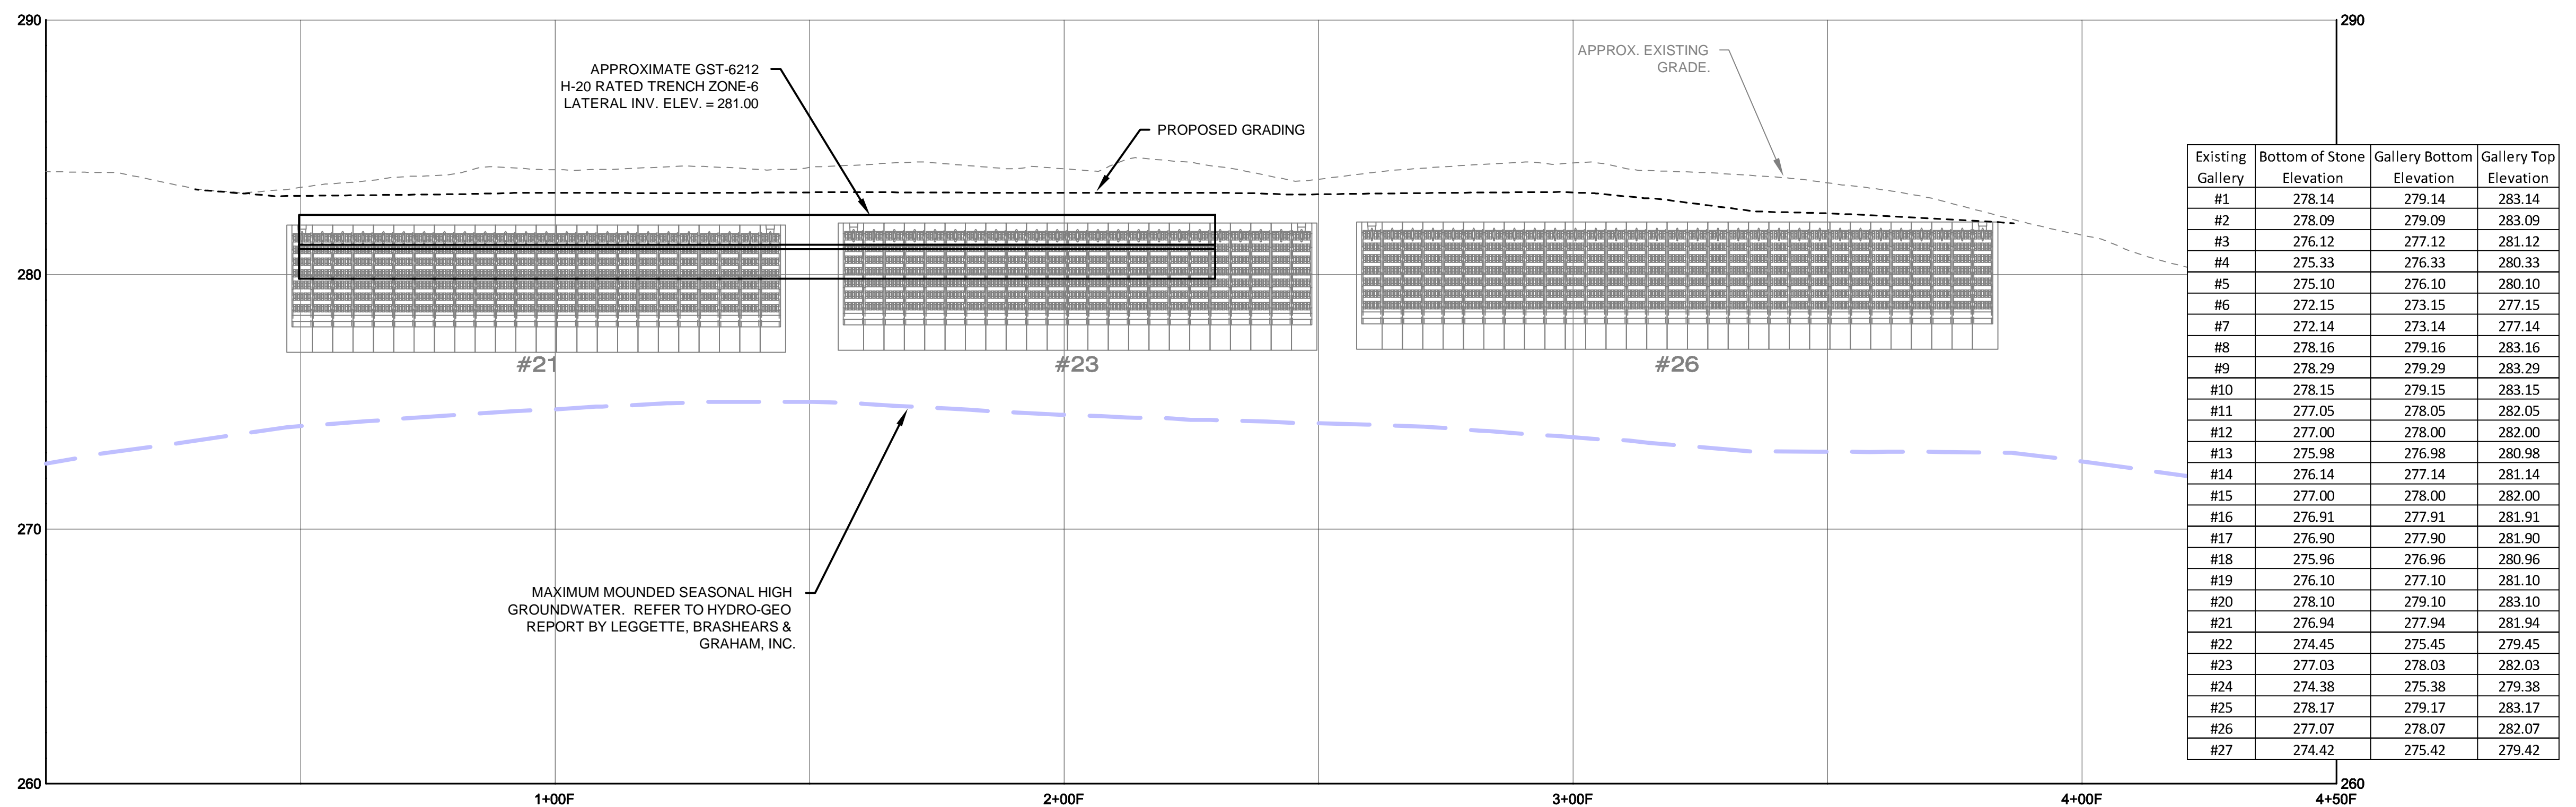 290
290
APPROXIMATE GST-6212
H-20 RATED TRENCH ZONE-6
LATERAL INV. ELEV. = 281.00
APPROX. EXISTING
GRADE.
PROPOSED GRADING
280
#21
#23
#26
270
MAXIMUM MOUNDED SEASONAL HIGH
GROUNDWATER. REFER TO HYDRO-GEO
REPORT BY LEGGETTE, BRASHEARS &
GRAHAM, INC.
260
260
1+00F
2+00F
3+00F
4+00F
4+50F
Existing Gallery Bottom of Stone Elevation Gallery Bottom Elevation Gallery Top Elevation
#1 278.14 279.14 283.14
#2 278.09 279.09 283.09
#3 276.12 277.12 281.12
#4 275.33 276.33 280.33
#5 275.10 276.10 280.10
#6 272.15 273.15 277.15
#7 272.14 273.14 277.14
#8 278.16 279.16 283.16
#9 278.29 279.29 283.29
#10 278.15 279.15 283.15
#11 277.05 278.05 282.05
#12 277.00 278.00 282.00
#13 275.98 276.98 280.98
#14 276.14 277.14 281.14
#15 277.00 278.00 282.00
#16 276.91 277.91 281.91
#17 276.90 277.90 281.90
#18 275.96 276.96 280.96
#19 276.10 277.10 281.10
#20 278.10 279.10 283.10
#21 276.94 277.94 281.94
#22 274.45 275.45 279.45
#23 277.03 278.03 282.03
#24 274.38 275.38 279.38
#25 278.17 279.17 283.17
#26 277.07 278.07 282.07
#27 274.42 275.42 279.42